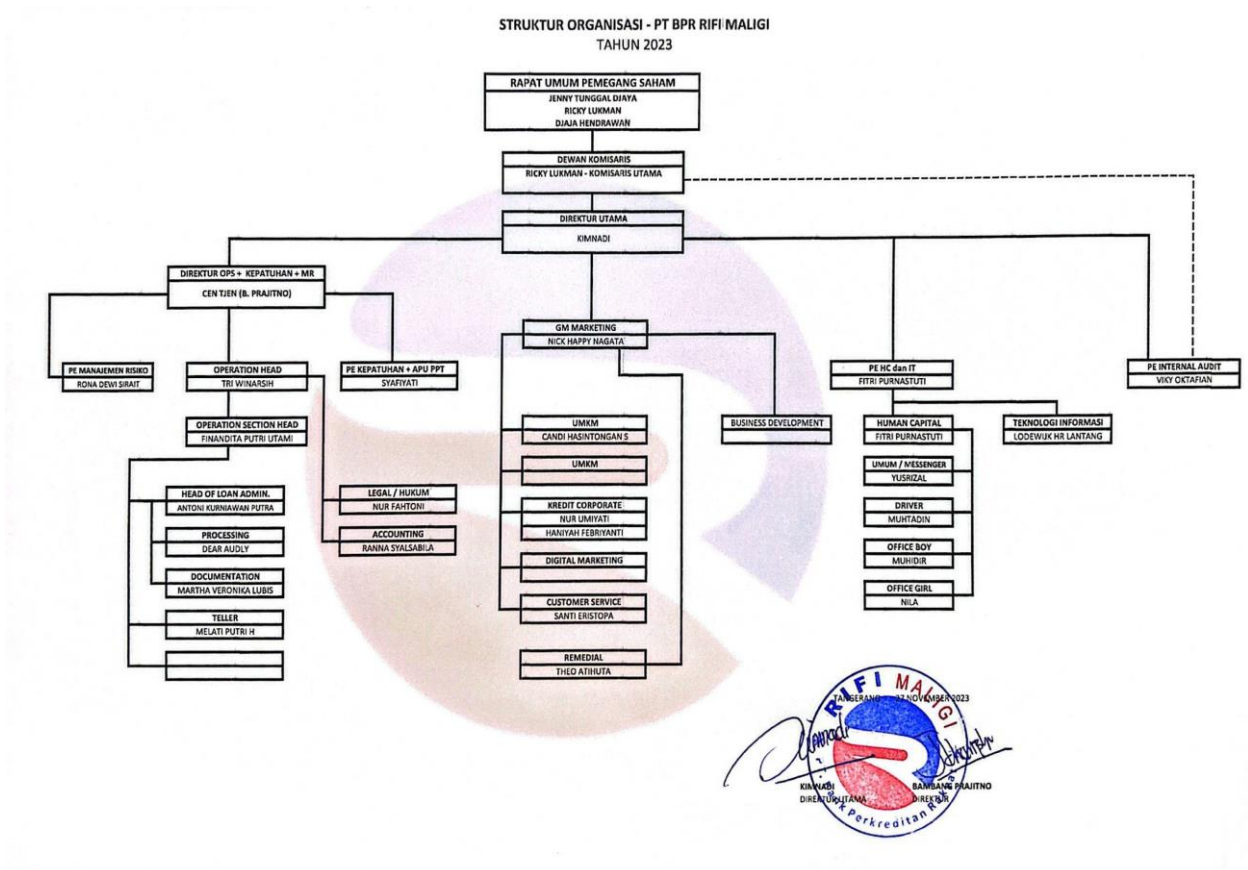 STRUKTUR ORGANISASI - PT BPR RIFI MALIGI
TAHUN 2023
RAPAT UMUM PEMEGANG SAHAM
JENNY TUNGGAL DJAYA
RICKY LUKMAN
DJAJA HENDRAWAN
DEWAN KOMISARIS
RICKY LUKMAN - KOMISARIS UTAMA
DIREKTUR UTAMA
KIMNADI
DIREKTUR OPS + KEPATUHAN + MR
CEN TJEN (B. PRAJITNO)
GM MARKETING
NICK HAPPY NAGATA
PE MANAJEMEN RISIKO
RONA DEWI SIRAIT
OPERATION HEAD
TRI WINARSIH
PE KEPATUHAN + APU PPT
SYAFIYATI
PE HC dan IT
FITRI PURNASTUTI
PE INTERNAL AUDIT
VIKY OKTAFIAN
OPERATION SECTION HEAD
FINANDITA PUTRI UTAMI
UMKM
CANDI HASINTONGAN S
BUSINESS DEVELOPMENT
HUMAN CAPITAL
FITRI PURNASTUTI
TEKNOLOGI INFORMASI
LODEWUK HR LANTANG
UMKM
UMUM / MESSENGER
YUSRIZAL
HEAD OF LOAN ADMIN.
ANTONI KURNIAWAN PUTRA
LEGAL / HUKUM
NUR FAHTONI
KREDIT CORPORATE
NUR UMIYATI
HANIYAH FEBRIYANTI
DRIVER
MUHTADIN
PROCESSING
DEAR AUDLY
ACCOUNTING
RANNA SYALSABILA
OFFICE BOY
MUHIDIR
DOCUMENTATION
MARTHA VERONIKA LUBIS
DIGITAL MARKETING
OFFICE GIRL
NILA
TELLER
MELATI PUTRI H
CUSTOMER SERVICE
SANTI ERISTOPA
REMEDIAL
THEO ATIHUTA
RIFI MALIGI
TANGERANG 27 NOVEMBER 2023
KIMNADI
DIREKTUR UTAMA
BAMBANG PRAJITNO
DIREKTUR
Bank Perkreditan Rakyat